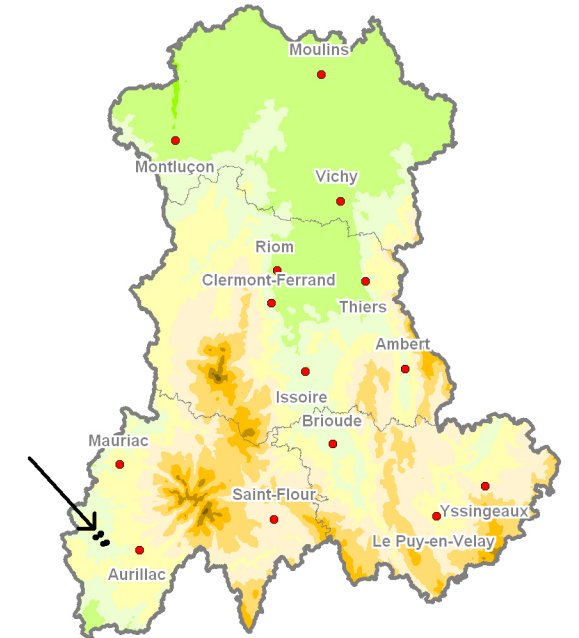 Moulins
Montluçon
Vichy
Riom
Clermont-Ferrand
Thiers
Ambert
Issoire
Brioude
Mauriac
Saint-Flour
Yssingeaux
Le Puy-en-Velay
Aurillac